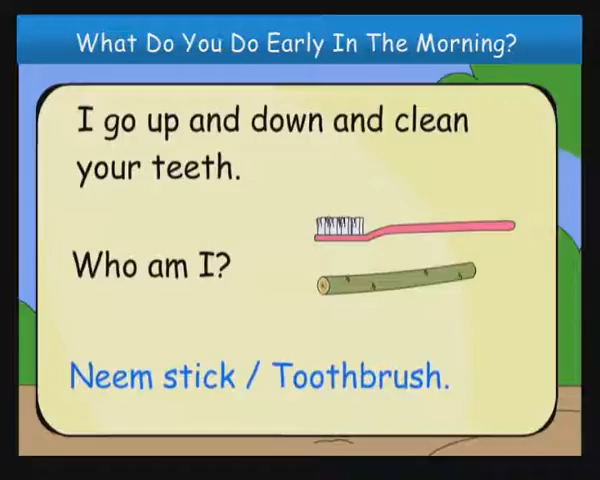 What Do You Do Early In The Morning?
I go up and down and clean
your teeth.
Who am I?
Neem stick / Toothbrush.